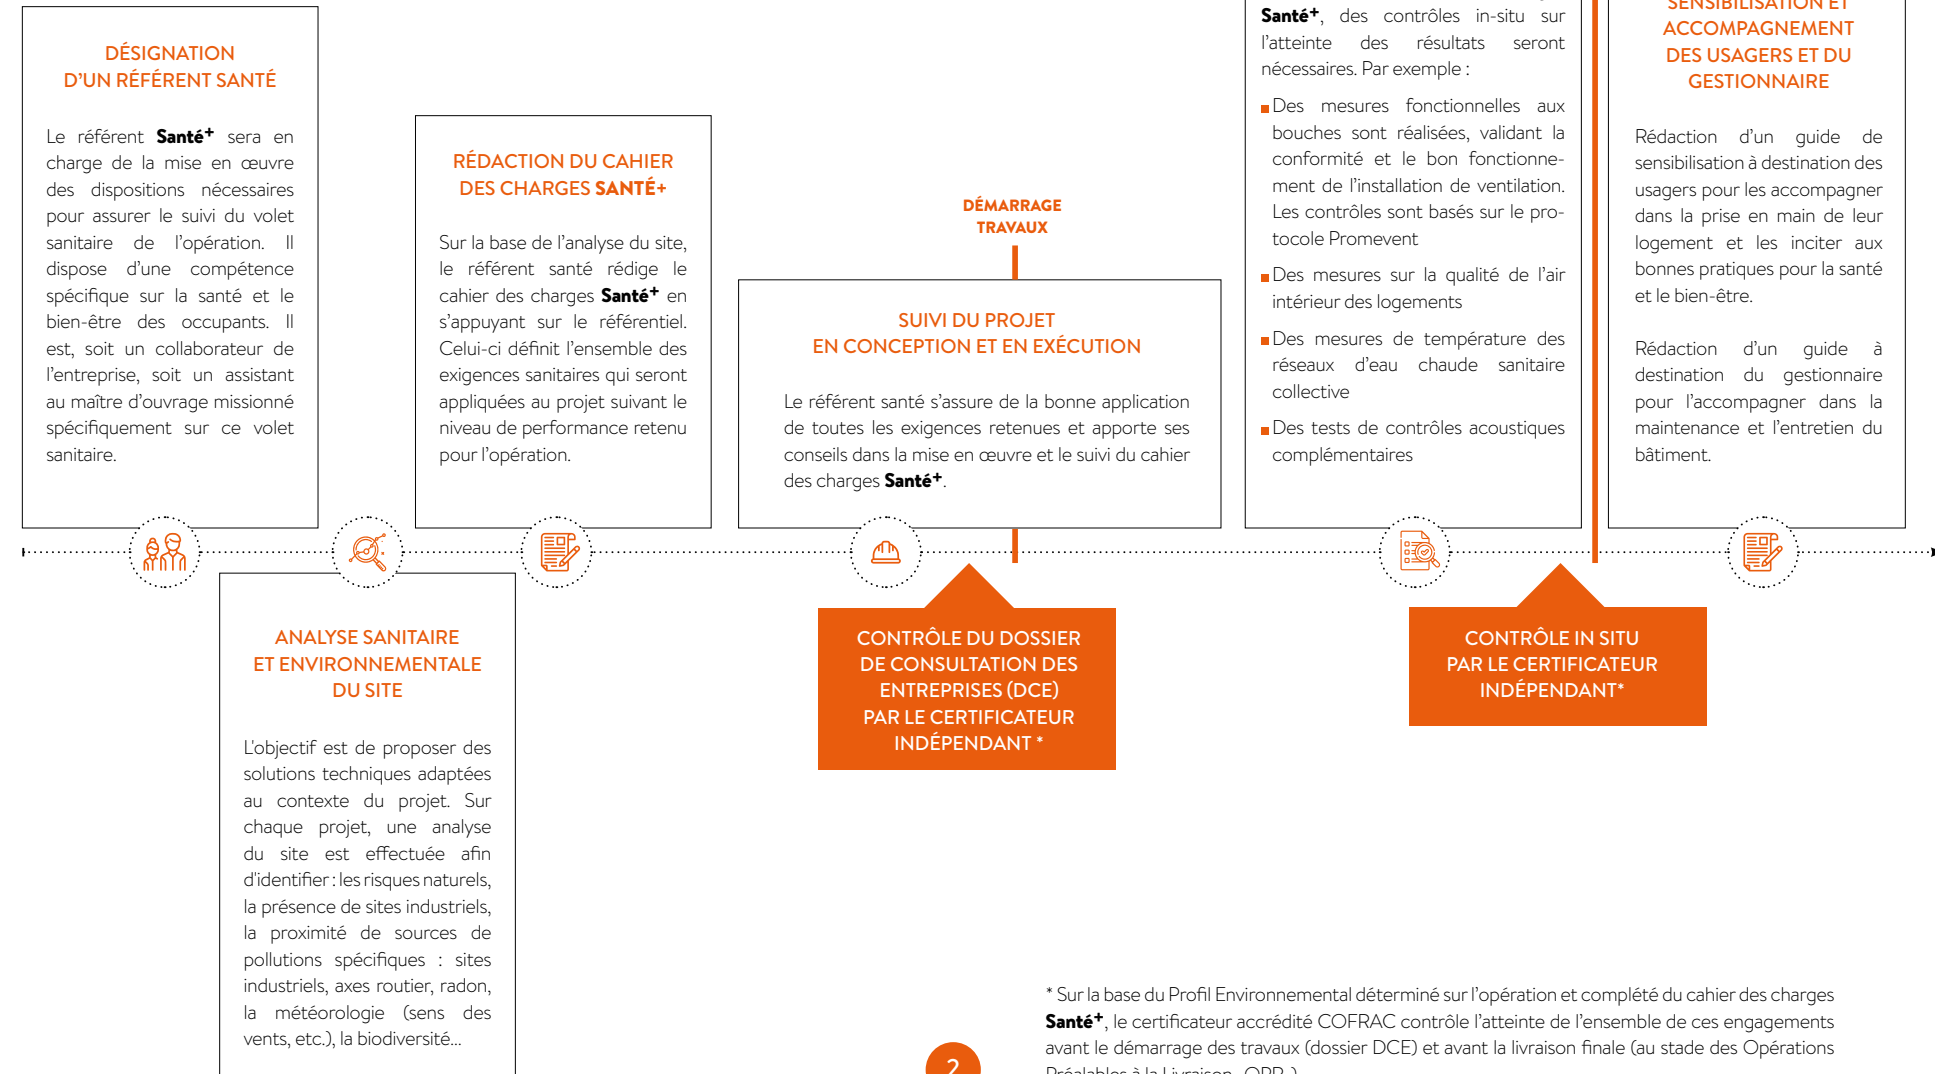 DÉSIGNATION
D'UN RÉFÉRENT SANTÉ
Le référent Santé+ sera en
charge de la mise en œuvre
des dispositions nécessaires
pour assurer le suivi du volet
sanitaire de l'opération. Il
dispose d'une compétence
spécifique sur la santé et le
bien-être des occupants. Il
est, soit un collaborateur de
l'entreprise, soit un assistant
au maître d'ouvrage missionné
spécifiquement sur ce volet
sanitaire.
ANALYSE SANITAIRE
ET ENVIRONNEMENTALE
DU SITE
L'objectif est de proposer des
solutions techniques adaptées
au contexte du projet. Sur
chaque projet, une analyse
du site est effectuée afin
d'identifier : les risques naturels,
la présence de sites industriels,
la proximité de sources de
pollutions spécifiques : sites
industriels, axes routier, radon,
la météorologie (sens des
vents, etc.), la biodiversité...
RÉDACTION DU CAHIER
DES CHARGES SANTÉ+
Sur la base de l'analyse du site,
le référent santé rédige le
cahier des charges Santé+ en
s'appuyant sur le référentiel.
Celui-ci définit l'ensemble des
exigences sanitaires qui seront
appliquées au projet suivant le
niveau de performance retenu
pour l'opération.
DÉMARRAGE
TRAVAUX
SUIVI DU PROJET
EN CONCEPTION ET EN EXÉCUTION
Le référent santé s'assure de la bonne application
de toutes les exigences retenues et apporte ses
conseils dans la mise en œuvre et le suivi du cahier
des charges Santé+.
CONTRÔLE DU DOSSIER
DE CONSULTATION DES
ENTREPRISES (DCE)
PAR LE CERTIFICATEUR
INDÉPENDANT *
Santé+, des contrôles in-situ sur
l'atteinte des résultats seront
nécessaires. Par exemple :
Des mesures fonctionnelles aux
bouches sont réalisées, validant la
conformité et le bon fonctionne-
ment de l'installation de ventilation.
Les contrôles sont basés sur le pro-
tocole Promevent
Des mesures sur la qualité de l'air
intérieur des logements
Des mesures de température des
réseaux d'eau chaude sanitaire
collective
Des tests de contrôles acoustiques
complémentaires
CONTRÔLE IN SITU
PAR LE CERTIFICATEUR
INDÉPENDANT*
SENSIBILISATION ET
ACCOMPAGNEMENT
DES USAGERS ET DU
GESTIONNAIRE
Rédaction d'un guide de
sensibilisation à destination des
usagers pour les accompagner
dans la prise en main de leur
logement et les inciter aux
bonnes pratiques pour la santé
et le bien-être.
Rédaction d'un guide à
destination du gestionnaire
pour l'accompagner dans la
maintenance et l'entretien du
bâtiment.
* Sur la base du Profil Environnemental déterminé sur l'opération et complété du cahier des charges
Santé+, le certificateur accrédité COFRAC contrôle l'atteinte de l'ensemble de ces engagements
avant le démarrage des travaux (dossier DCE) et avant la livraison finale (au stade des Opérations
Préalables à la Livraison
2